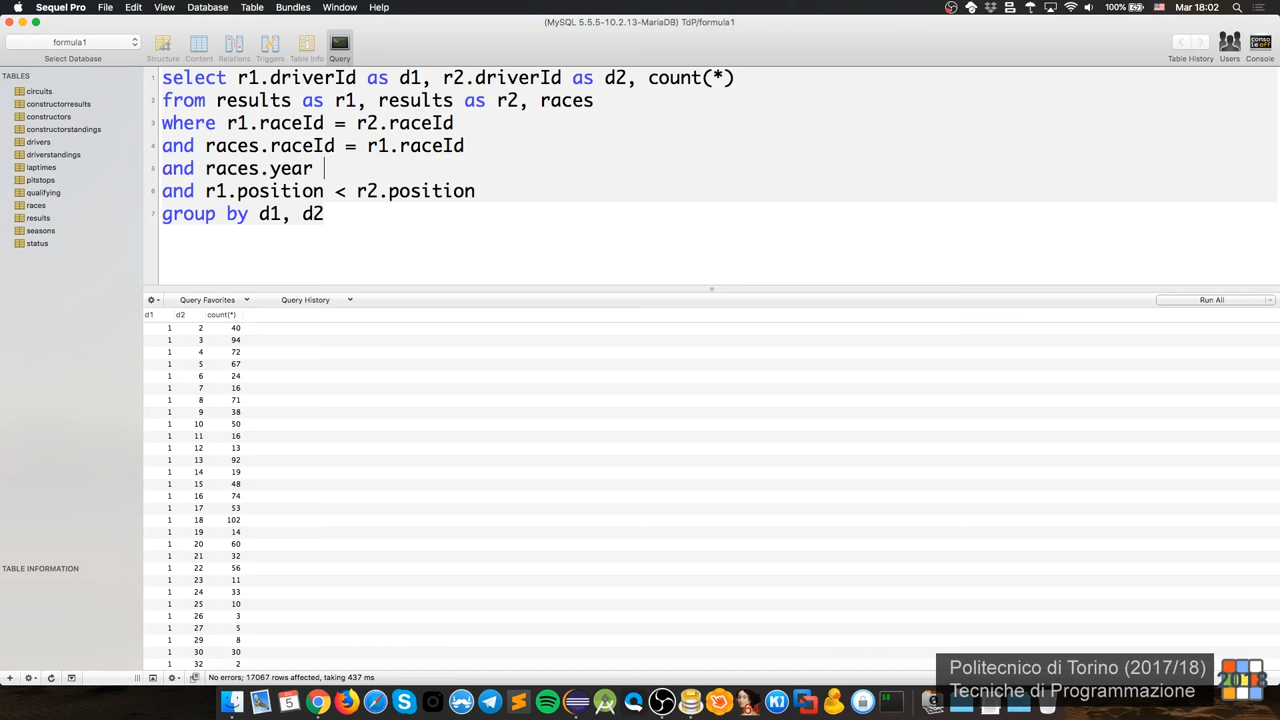 Sequel Pro File Edit View Database Table Bundles Window Help 100% Mar 18:02
(MySQL 5.5.5-10.2.13-MariaDB) TdP/formula1
formula1
Select Database Structure Content Relations Triggers Table Info Query Table History Users Console
TABLES
circuits
constructorresults
constructors
constructorstandings
drivers
driverstandings
laptimes
pitstops
qualifying
races
results
seasons
status
1 select r1.driverId as d1, r2.driverId as d2, count(*)
2 from results as r1, results as r2, races
3 where r1.raceId = r2.raceId
4 and races.raceId = r1.raceId
5 and races.year
6 and r1.position < r2.position
7 group by d1, d2
Query Favorites Query History Run All
d1 d2 count(*)
1 2 40
1 3 94
1 4 72
1 5 67
1 6 24
1 7 16
1 8 71
1 9 38
1 10 50
1 11 16
1 12 13
1 13 92
1 14 19
1 15 48
1 16 74
1 17 53
1 18 102
1 19 14
1 20 60
1 21 32
1 22 56
1 23 11
1 24 33
1 25 10
1 26 3
1 27 5
1 29 8
1 30 30
1 32 2
TABLE INFORMATION
No errors; 17067 rows affected, taking 437 ms
Politecnico di Torino (2017/18)
Tecniche di Programmazione
2018